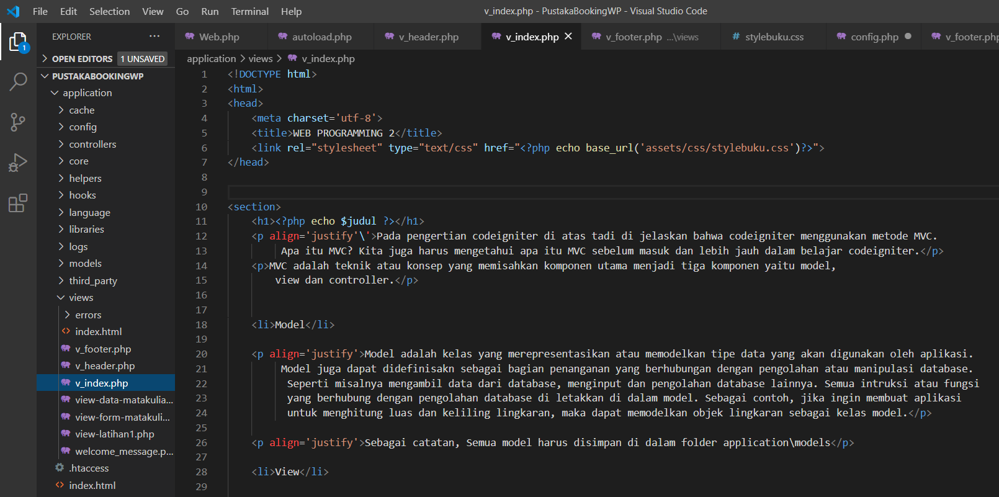 File Edit Selection View Go Run Terminal Help
v_index.php - PustakaBookingWP - Visual Studio Code
EXPLORER ···
Web.php autoload.php v_header.php v_index.php v_footer.php ...\views # stylebuku.css config.php v_footer.php
1
OPEN EDITORS 1 UNSAVED
application > views > v_index.php
PUSTAKABOOKINGWP
application
cache
config
controllers
core
helpers
hooks
language
libraries
logs
models
third_party
views
errors
index.html
v_footer.php
v_header.php
v_index.php
view-data-matakulia...
view-form-matakuli...
view-latihan1.php
welcome_message.p...
.htaccess
index.html
1 <!DOCTYPE html>
2 <html>
3 <head>
4 <meta charset='utf-8'>
5 <title>WEB PROGRAMMING 2</title>
6 <link rel="stylesheet" type="text/css" href="<?php echo base_url('assets/css/stylebuku.css')?>">
7 </head>
8
9
10 <section>
11 <h1><?php echo $judul ?></h1>
12 <p align='justify'\'>Pada pengertian codeigniter di atas tadi di jelaskan bahwa codeigniter menggunakan metode MVC.
13 Apa itu MVC? Kita juga harus mengetahui apa itu MVC sebelum masuk dan lebih jauh dalam belajar codeigniter.</p>
14 <p>MVC adalah teknik atau konsep yang memisahkan komponen utama menjadi tiga komponen yaitu model,
15 view dan controller.</p>
16
17
18 <li>Model</li>
19
20 <p align='justify'>Model adalah kelas yang merepresentasikan atau memodelkan tipe data yang akan digunakan oleh aplikasi.
21 Model juga dapat didefinisakn sebagai bagian penanganan yang berhubungan dengan pengolahan atau manipulasi database.
22 Seperti misalnya mengambil data dari database, menginput dan pengolahan database lainnya. Semua intruksi atau fungsi
23 yang berhubung dengan pengolahan database di letakkan di dalam model. Sebagai contoh, jika ingin membuat aplikasi
24 untuk menghitung luas dan keliling lingkaran, maka dapat memodelkan objek lingkaran sebagai kelas model.</p>
25
26 <p align='justify'>Sebagai catatan, Semua model harus disimpan di dalam folder application\models</p>
27
28 <li>View</li>
29